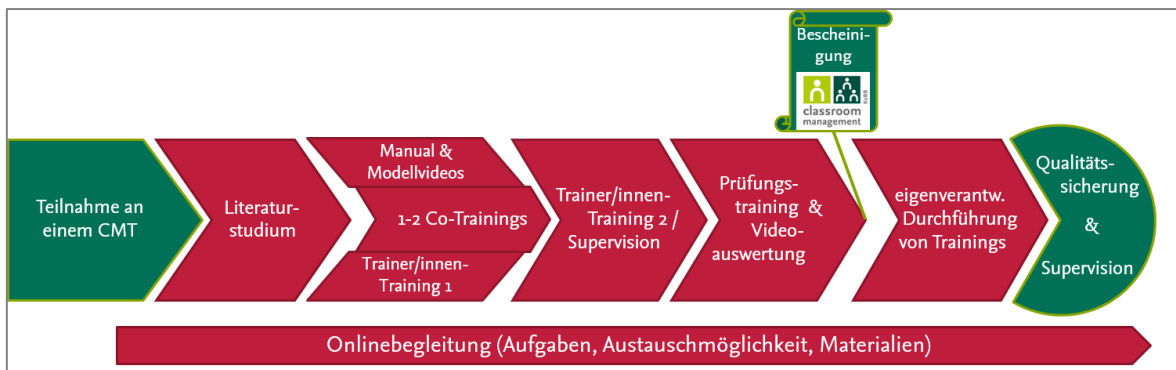 Bescheini-
gung
KoBB
classroom
management
Teilnahme an
einem CMT
Literatur-
studium
Manual &
Modellvideos
1-2 Co-Trainings
Trainer/innen-
Training 1
Trainer/innen-
Training 2 /
Supervision
Prüfungs-
training &
Video-
auswertung
eigenverantw.
Durchführung
von Trainings
Qualitäts-
sicherung
&
Supervision
Onlinebegleitung (Aufgaben, Austauschmöglichkeit, Materialien)